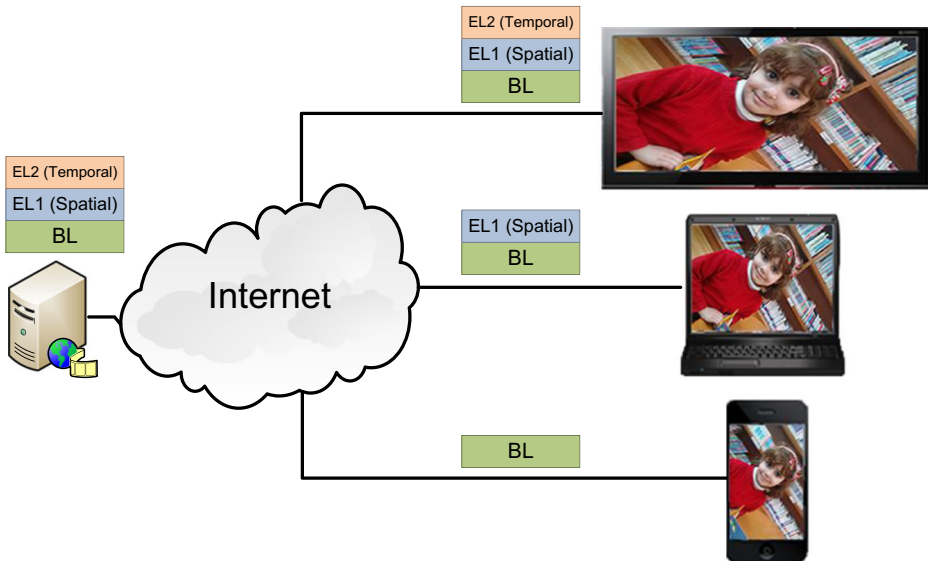 EL2 (Temporal)
EL1 (Spatial)
BL
EL2 (Temporal)
EL1 (Spatial)
BL
Internet
EL1 (Spatial)
BL
BL